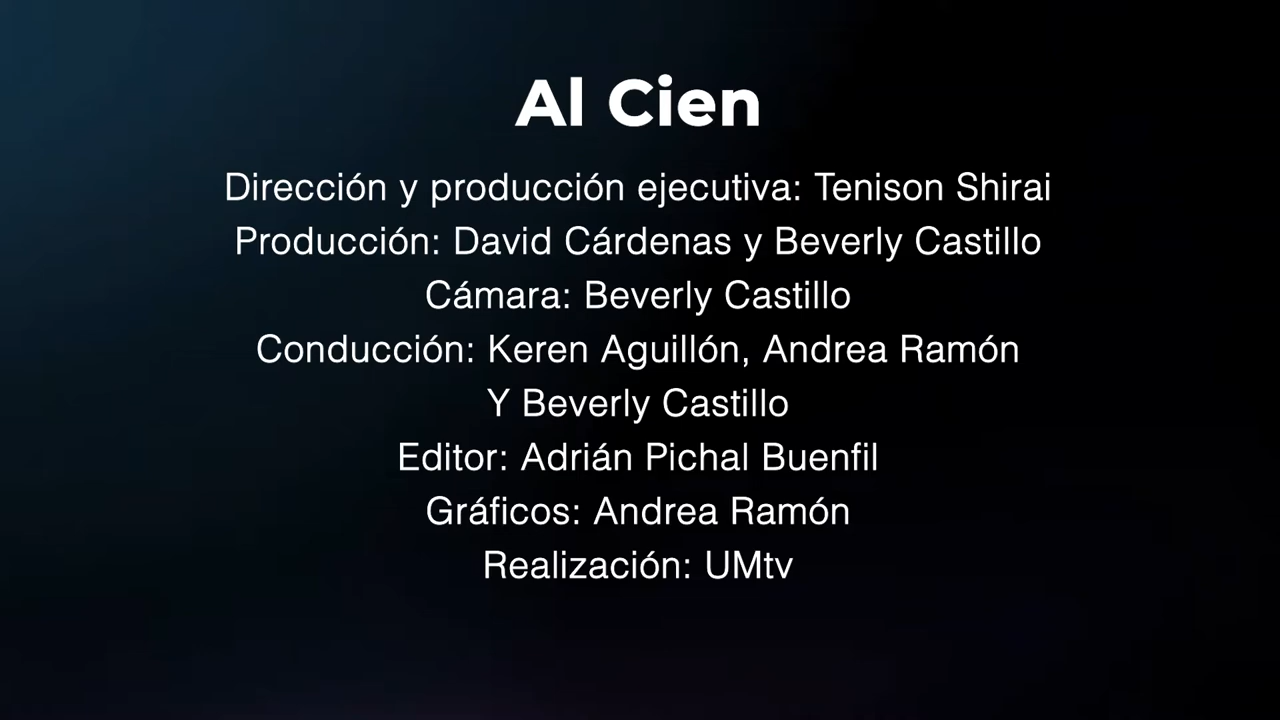 Al Cien
Dirección y producción ejecutiva: Tenison Shirai
Producción: David Cárdenas y Beverly Castillo
Cámara: Beverly Castillo
Conducción: Keren Aguillón, Andrea Ramón
Y Beverly Castillo
Editor: Adrián Pichal Buenfil
Gráficos: Andrea Ramón
Realización: UMtv